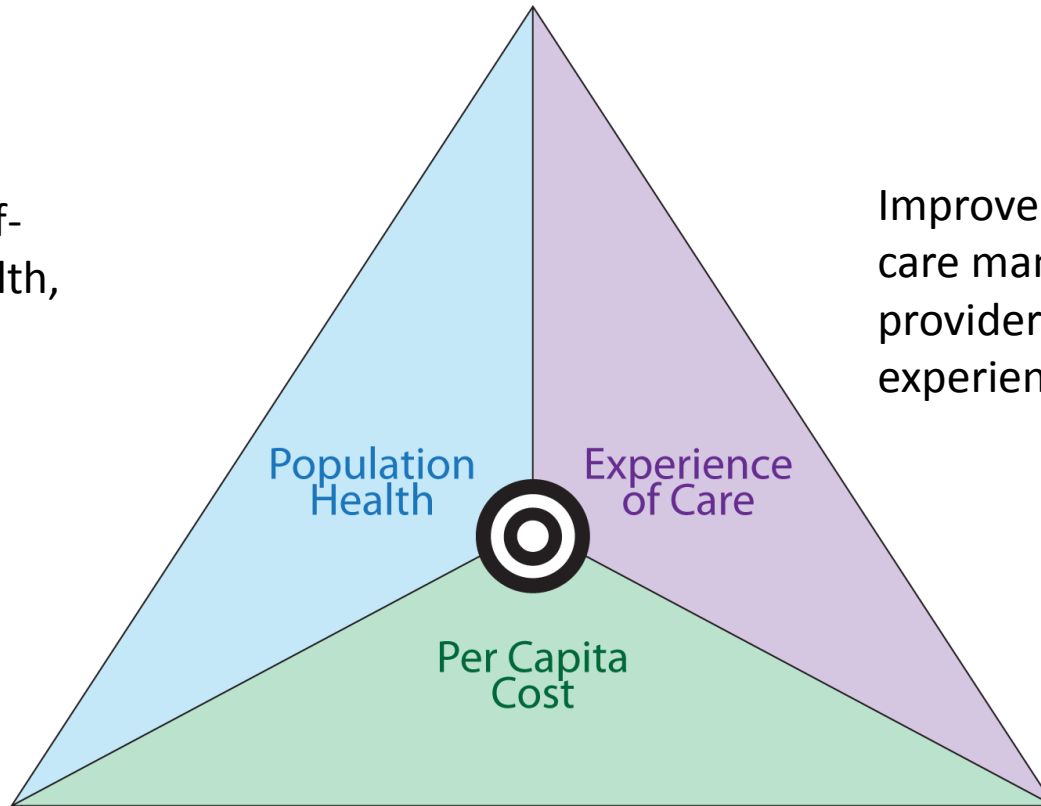 f-
lth,
Improve
care mar
provider
experien
Population
Health
Experience
of Care
Per Capita
Cost